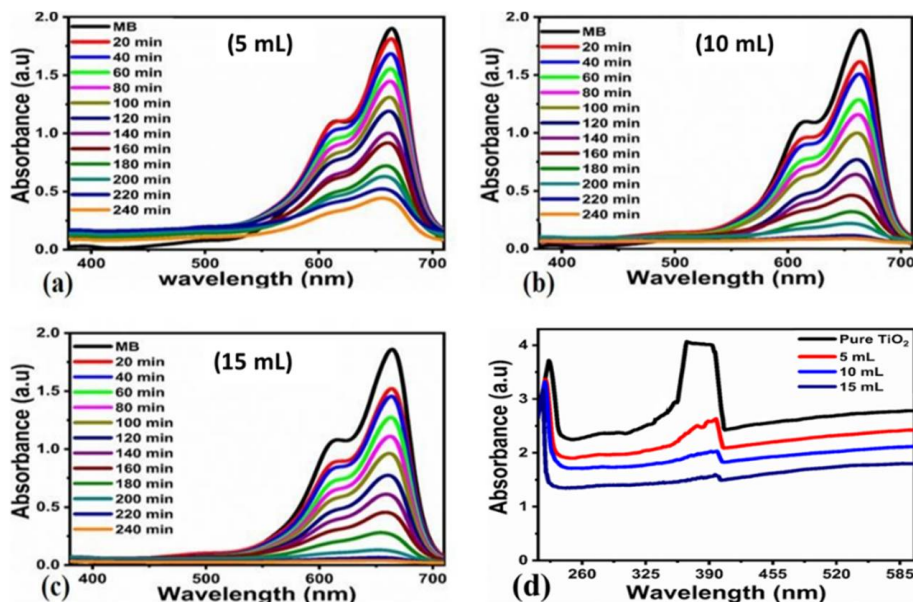 2.0
1.5
1.0
0.5
0.0
Absorbance (a.u)
MB
20 min
40 min
60 min
80 min
100 min
120 min
140 min
160 min
180 min
200 min
220 min
240 min
(5 mL)
400
500
600
700
wavelength (nm)
(a)
2.0
1.5
1.0
0.5
0.0
Absorbance (a.u)
MB
20 min
40 min
60 min
80 min
100 min
120 min
140 min
160 min
180 min
200 min
220 min
240 min
(10 mL)
400
500
600
700
wavelength (nm)
(b)
2.0
1.5
1.0
0.5
0.0
Absorbance (a.u)
MB
20 min
40 min
60 min
80 min
100 min
120 min
140 min
160 min
180 min
200 min
220 min
240 min
(15 mL)
400
500
600
700
wavelength (nm)
(c)
4
3
2
1
Absorbance (a.u)
Pure TiO₂
5 mL
10 mL
15 mL
260
325
390
455
520
585
Wavelength (nm)
(d)